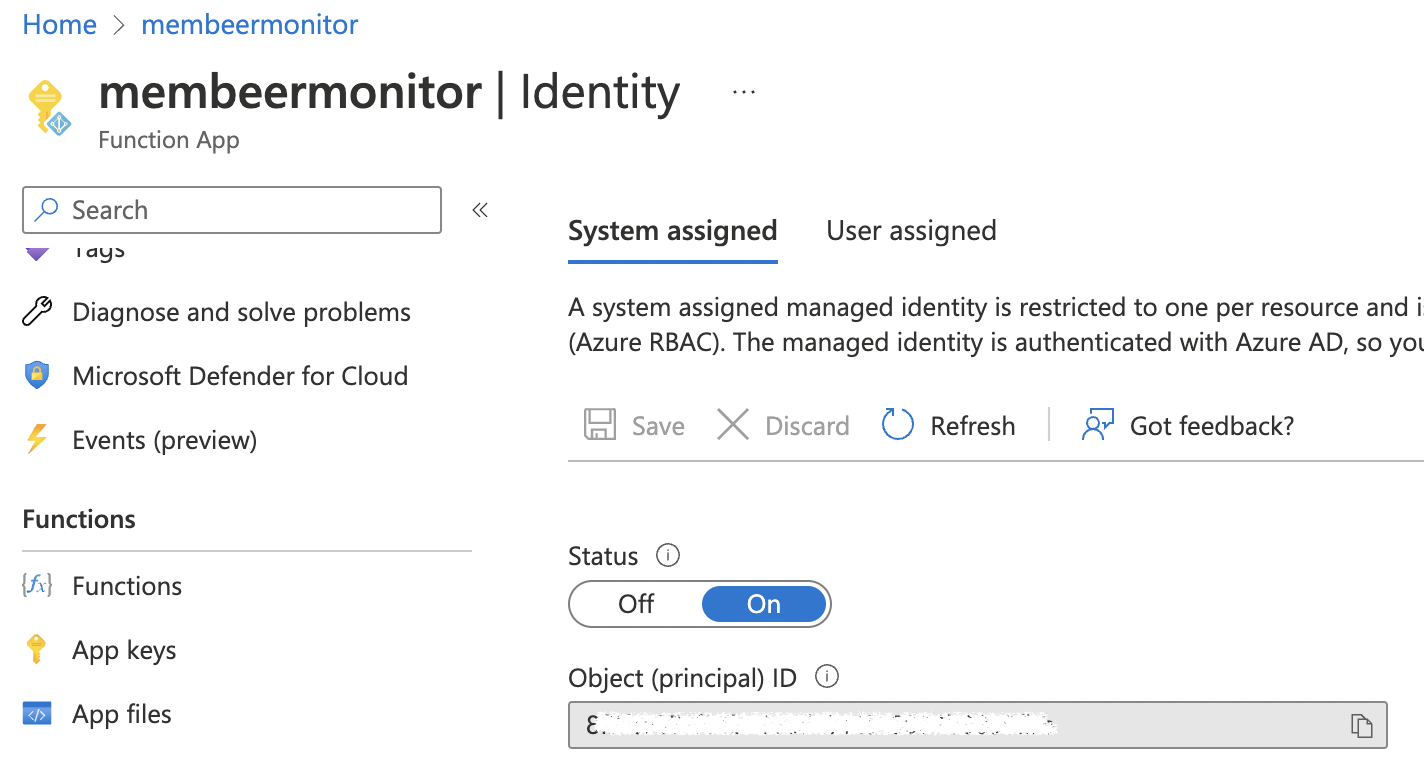 Home > membeermonitor
membeermonitor | Identity ...
Function App
Search «
Tags
Diagnose and solve problems
Microsoft Defender for Cloud
Events (preview)
Functions
Functions
App keys
App files
System assigned User assigned
A system assigned managed identity is restricted to one per resource and i
(Azure RBAC). The managed identity is authenticated with Azure AD, so you
Save Discard Refresh Got feedback?
Status
Off On
Object (principal) ID